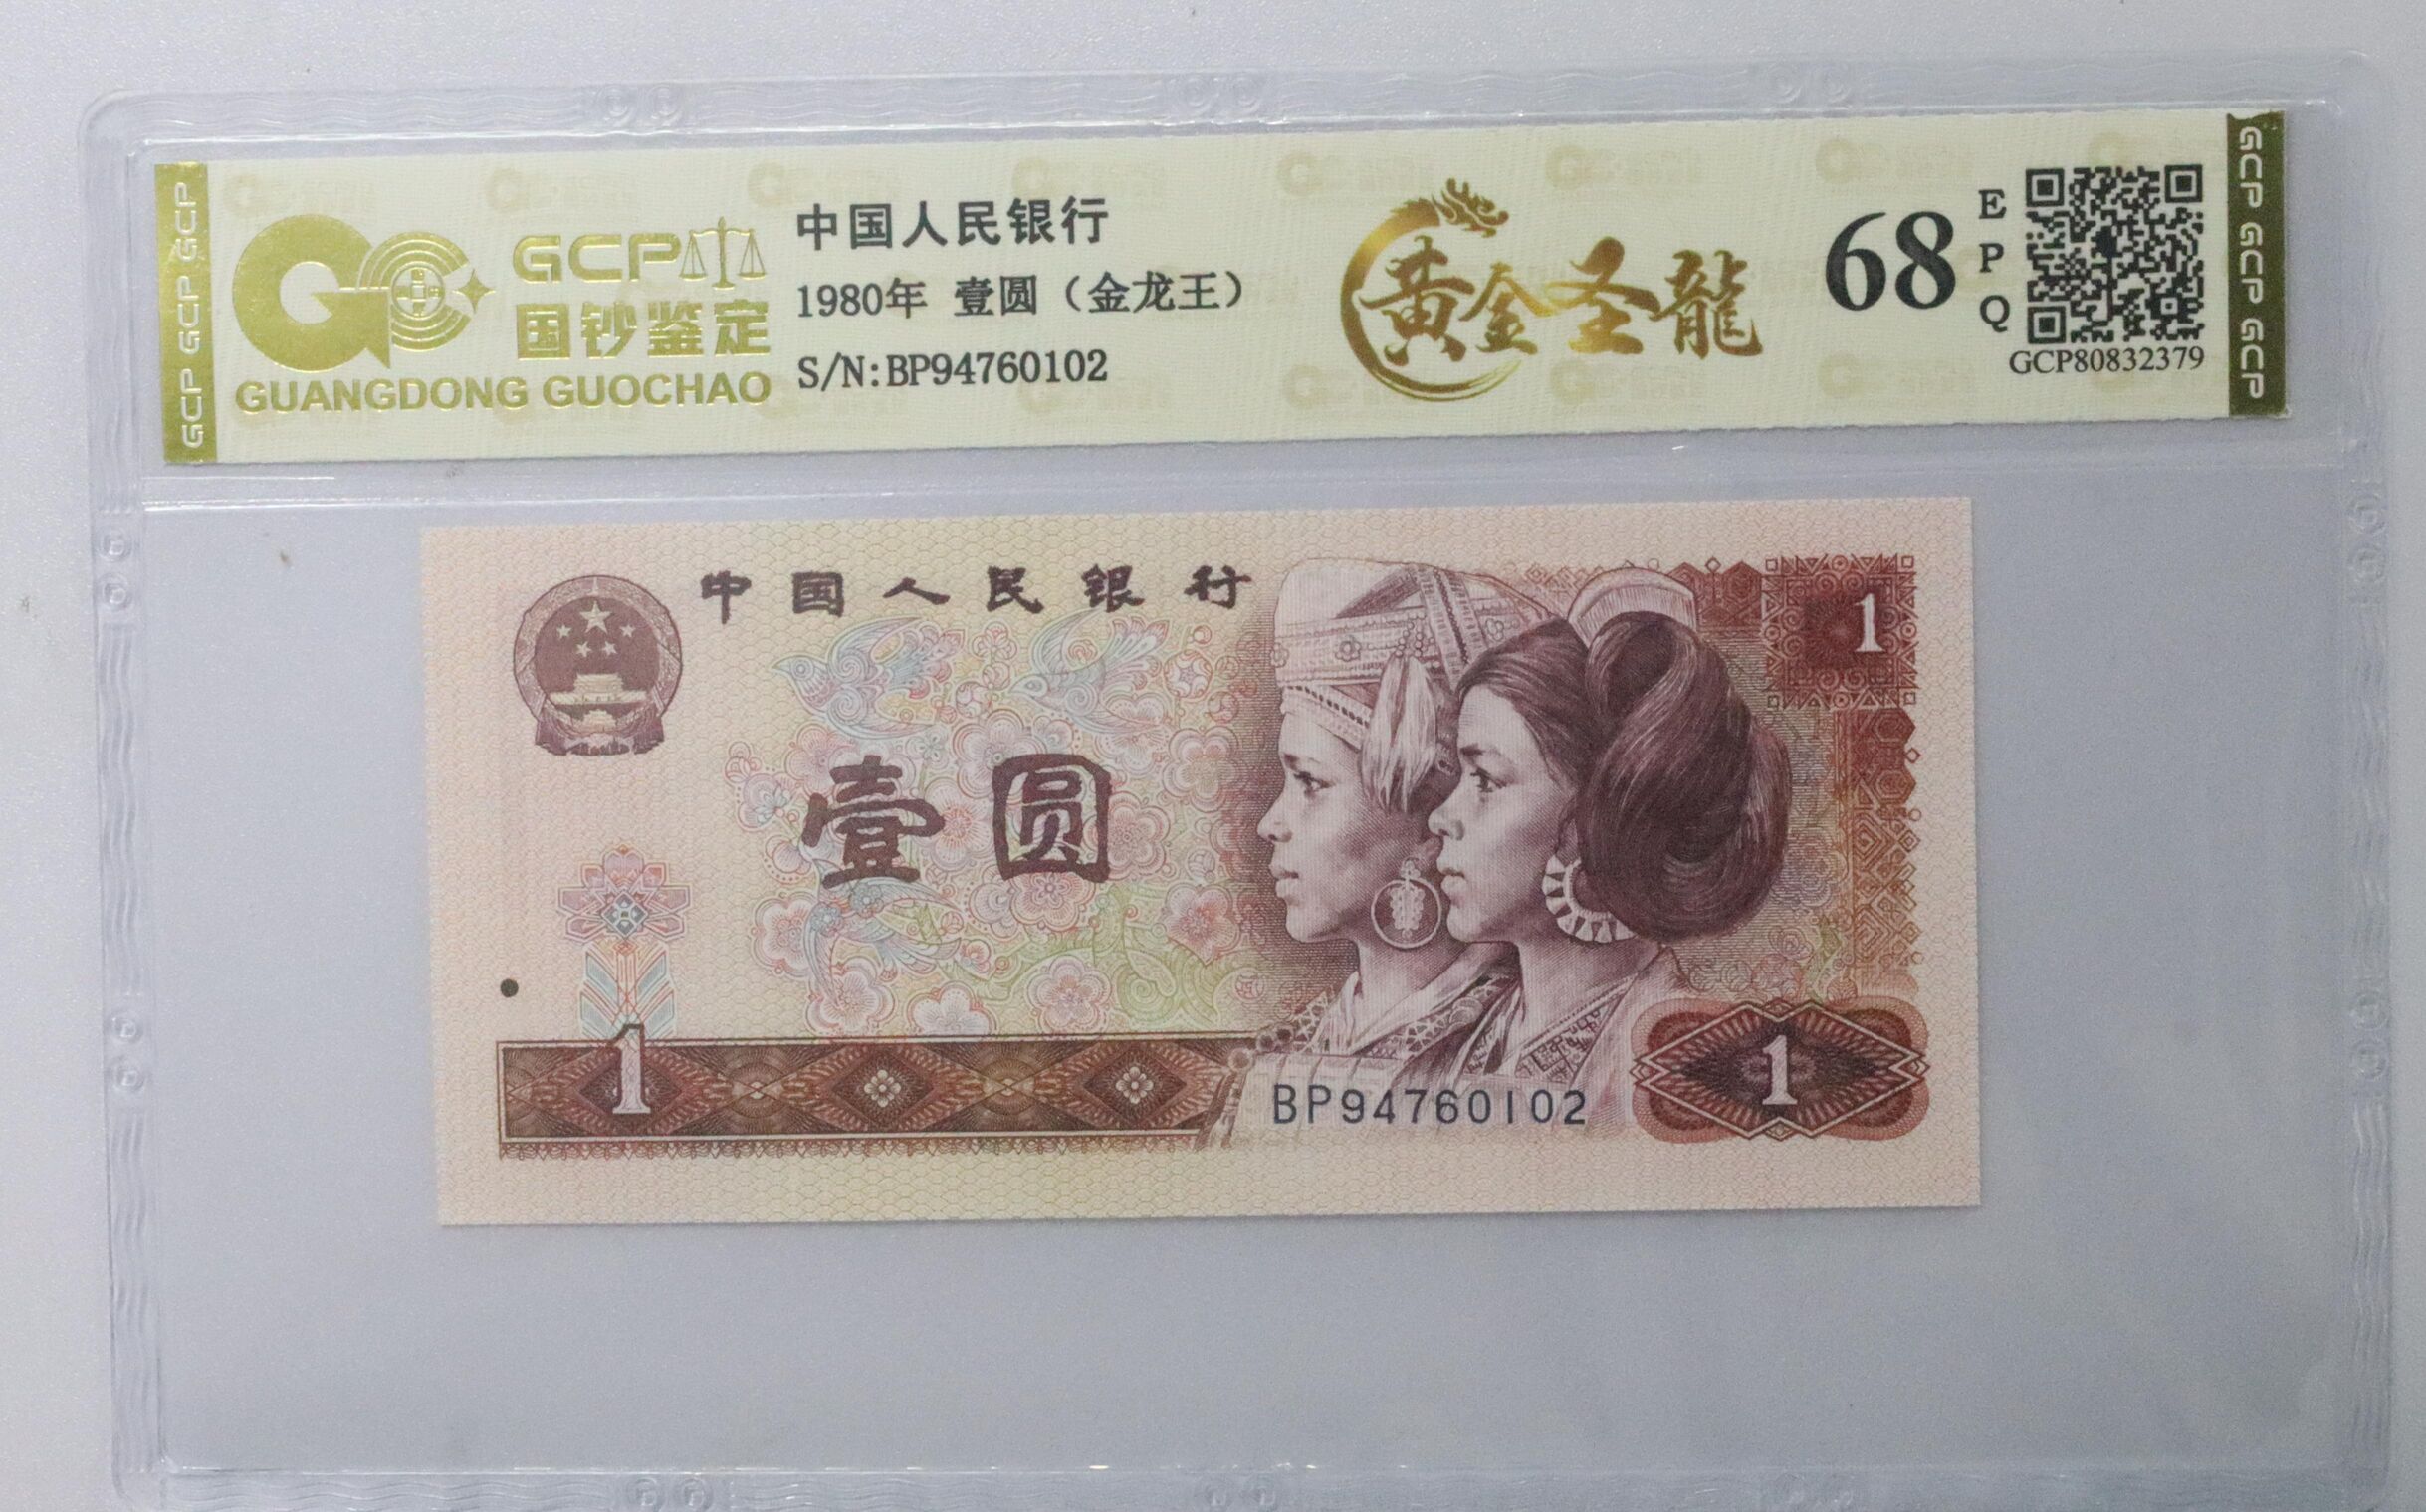 GCP GCP GCP
GCP
国钞鉴定
GUANGDONG GUOCHAO
中国人民银行
1980年 壹圆（金龙王）
S/N:BP94760102
黄金圣龍
68
EPQ
GCP80832379
GCP GCP GCP
中国人民银行
1
壹圆
1
BP94760102
1